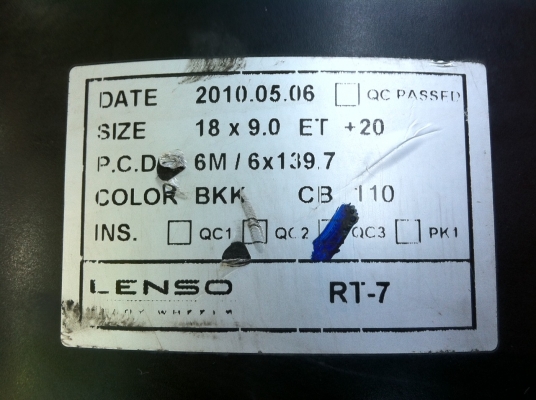 DATE 2010.05.06 QC PASSED
SIZE 18 x 9.0 ET +20
P.C.D. 6M / 6x139.7
COLOR BKK CB 110
INS. QC1 QC2 QC3 PK1
LENSO RT-7
WHEELS